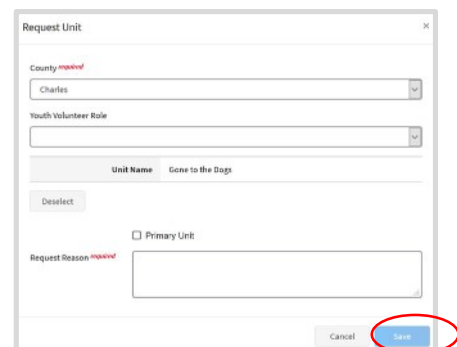 Request Unit ×
County required
Charles
Youth Volunteer Role
Unit Name Gone to the Dogs
Deselect
Primary Unit
Request Reason required
Cancel Save